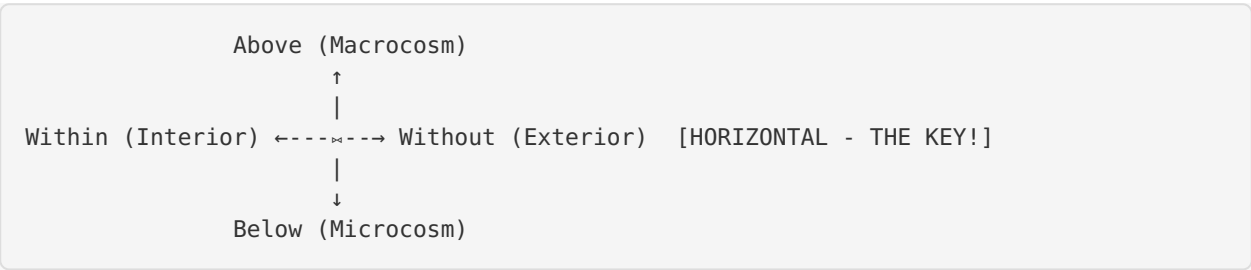 Above (Macrocosm)
↑
|
Within (Interior) ←---⋈--→ Without (Exterior)  [HORIZONTAL - THE KEY!]
|
↓
Below (Microcosm)